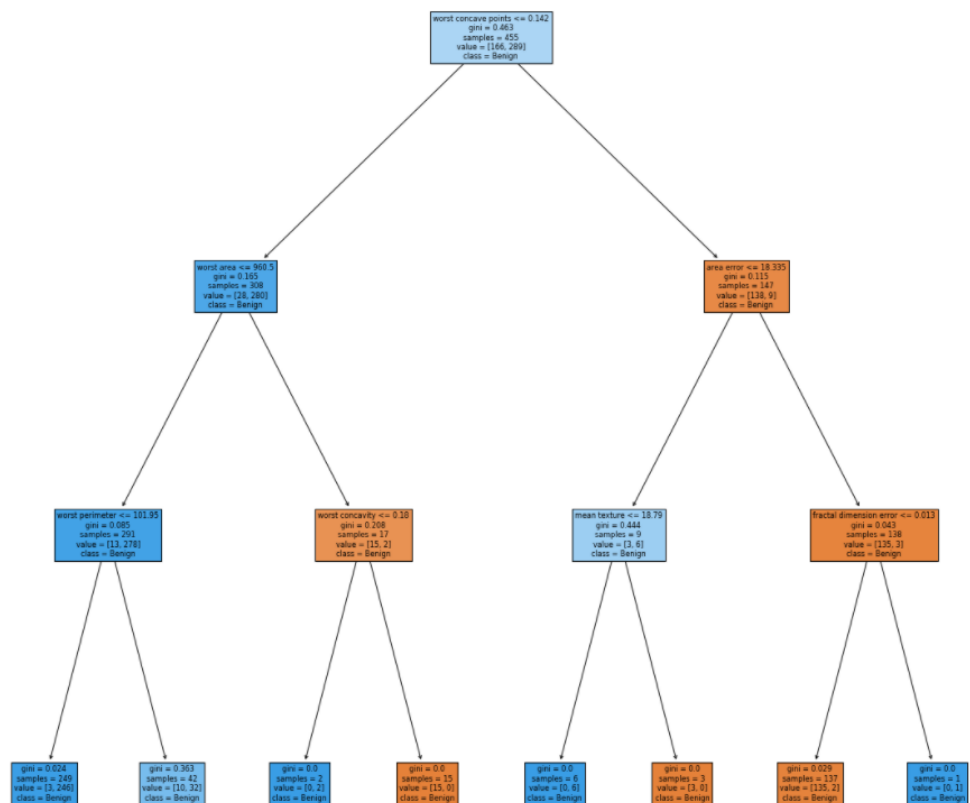 worst concave points <= 0.142
gini = 0.463
samples = 455
value = [166, 289]
class = Benign
worst area <= 960.5
gini = 0.165
samples = 308
value = [28, 280]
class = Benign
area error <= 18.335
gini = 0.115
samples = 147
value = [138, 9]
class = Benign
worst perimeter <= 101.95
gini = 0.085
samples = 291
value = [13, 278]
class = Benign
worst concavity <= 0.18
gini = 0.208
samples = 17
value = [15, 2]
class = Benign
mean texture <= 18.79
gini = 0.444
samples = 9
value = [3, 6]
class = Benign
fractal dimension error <= 0.013
gini = 0.043
samples = 138
value = [135, 3]
class = Benign
gini = 0.024
samples = 249
value = [3, 246]
class = Benign
gini = 0.363
samples = 42
value = [10, 32]
class = Benign
gini = 0.0
samples = 2
value = [0, 2]
class = Benign
gini = 0.0
samples = 15
value = [15, 0]
class = Benign
gini = 0.0
samples = 6
value = [0, 6]
class = Benign
gini = 0.0
samples = 3
value = [3, 0]
class = Benign
gini = 0.029
samples = 137
value = [135, 2]
class = Benign
gini = 0.0
samples = 1
value = [0, 1]
class = Benign